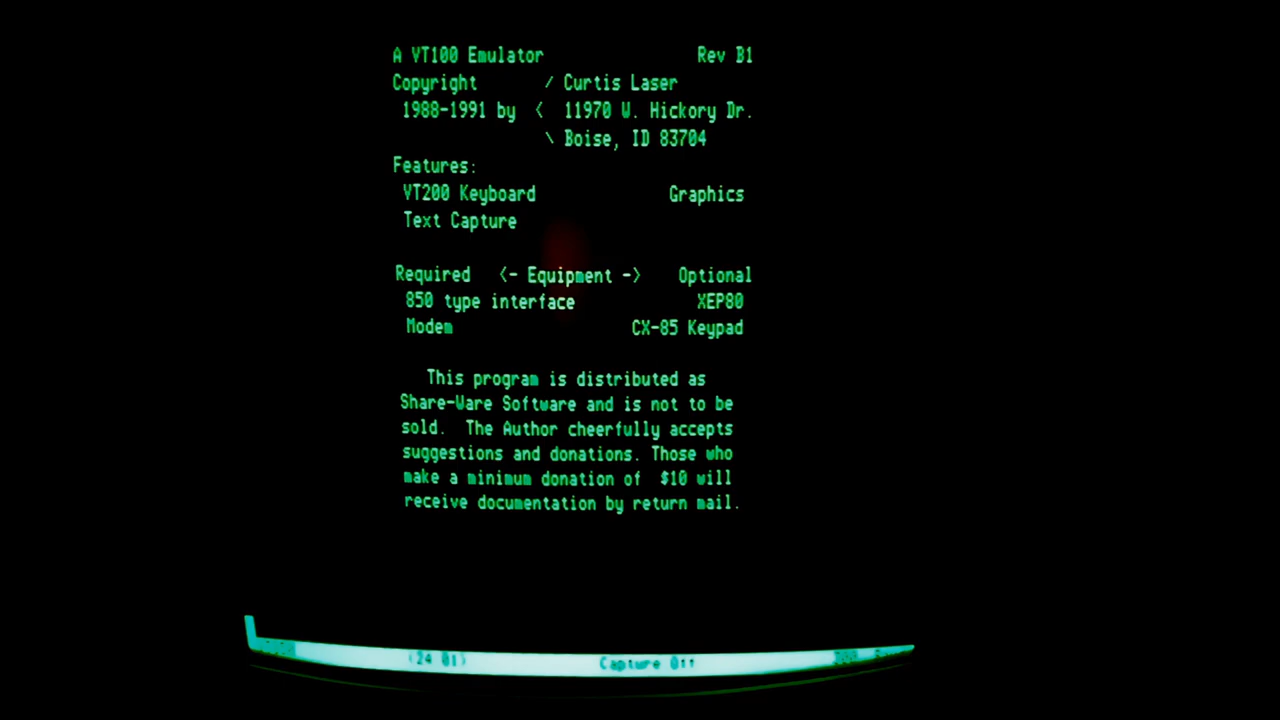 A VT100 Emulator Rev B1
Copyright / Curtis Laser
1988-1991 by < 11970 W. Hickory Dr.
\ Boise, ID 83704
Features:
VT200 Keyboard Graphics
Text Capture
Required <- Equipment -> Optional
850 type interface XEP80
Modem CX-85 Keypad
This program is distributed as
Share-Ware Software and is not to be
sold. The Author cheerfully accepts
suggestions and donations. Those who
make a minimum donation of $10 will
receive documentation by return mail.
(24 01) Capture Off